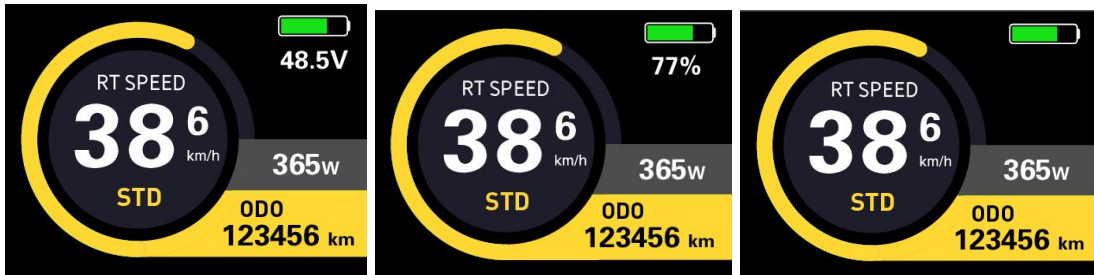 48.5V
RT SPEED
38 6
km/h
STD
365w
ODO
123456 km
77%
RT SPEED
38 6
km/h
STD
365w
ODO
123456 km
RT SPEED
38 6
km/h
STD
365w
ODO
123456 km